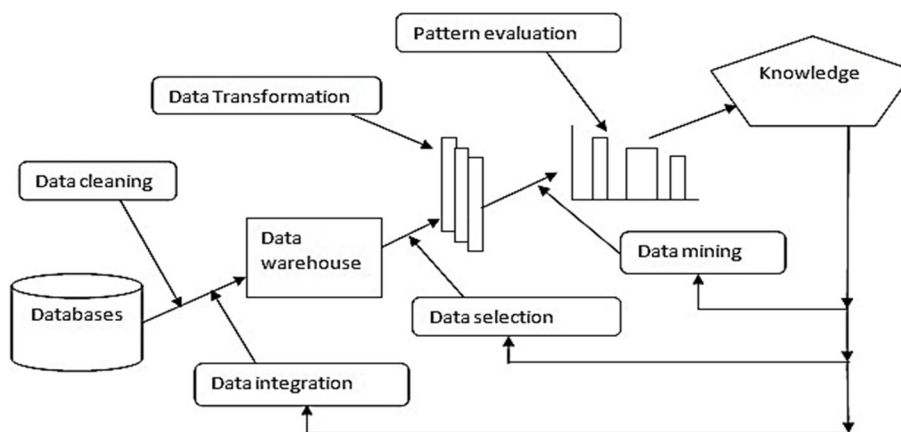 Pattern evaluation
Knowledge
Data Transformation
Data cleaning
Data
warehouse
Data mining
Databases
Data selection
Data integration